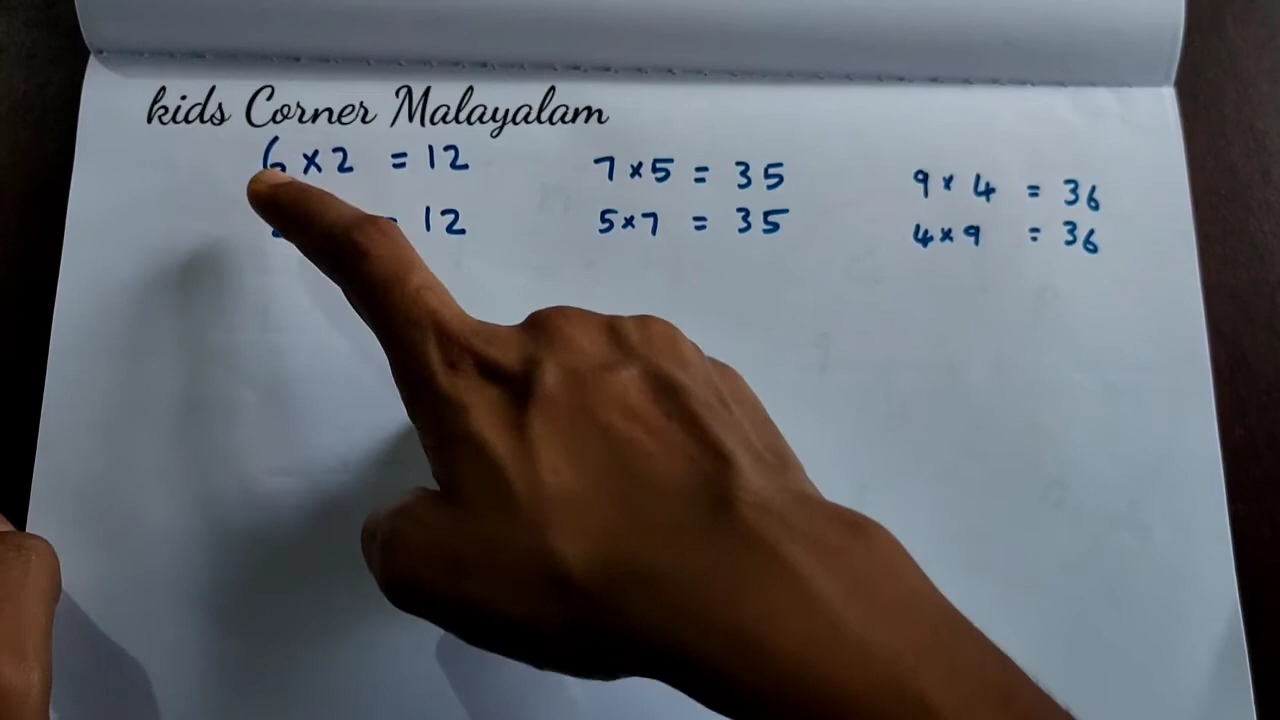 kids Corner Malayalam
6 × 2 = 12
= 12
7 × 5 = 35
5 × 7 = 35
9 × 4 = 36
4 × 9 = 36